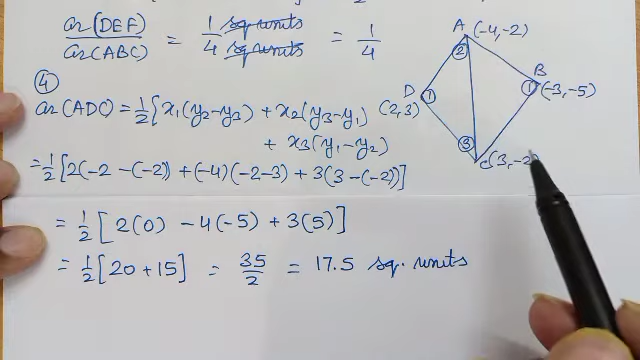 ar(DEF)/ar(ABC) = 1 sq units/4 sq units = 1/4
④
ar(ADC) = 1/2 {x₁(y₂-y₃) + x₂(y₃-y₁)
+ x₃(y₁-y₂)
= 1/2 [2(-2-(-2)) + (-4)(-2-3) + 3(3-(-2))]
= 1/2 [2(0) - 4(-5) + 3(5)]
= 1/2 [20+15] = 35/2 = 17.5 sq. units
A (-4,-2)
②
B
① (-3,-5)
D
① (2,3)
③
C (3,-2)